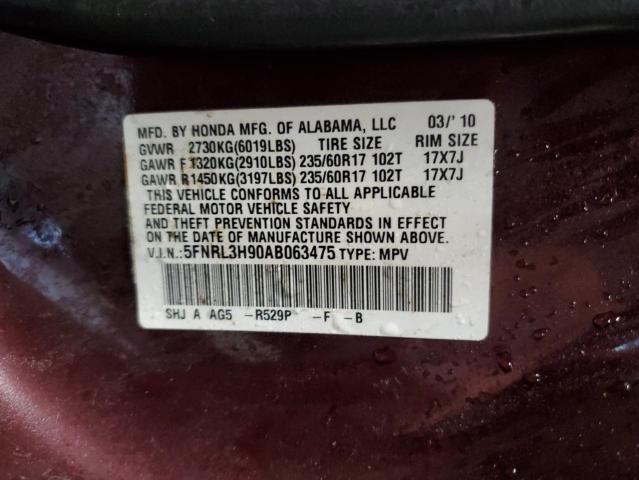 MFD. BY HONDA MFG. OF ALABAMA, LLC 03/' 10
GVWR 2730KG(6019LBS) TIRE SIZE RIM SIZE
GAWR F 1320KG(2910LBS) 235/60R17 102T 17X7J
GAWR R1450KG(3197LBS) 235/60R17 102T 17X7J
THIS VEHICLE CONFORMS TO ALL APPLICABLE
FEDERAL MOTOR VEHICLE SAFETY
AND THEFT PREVENTION STANDARDS IN EFFECT
ON THE DATE OF MANUFACTURE SHOWN ABOVE.
V.I.N.:5FNRL3H90AB063475 TYPE: MPV
SHJ A AG5 -R529P -F -B